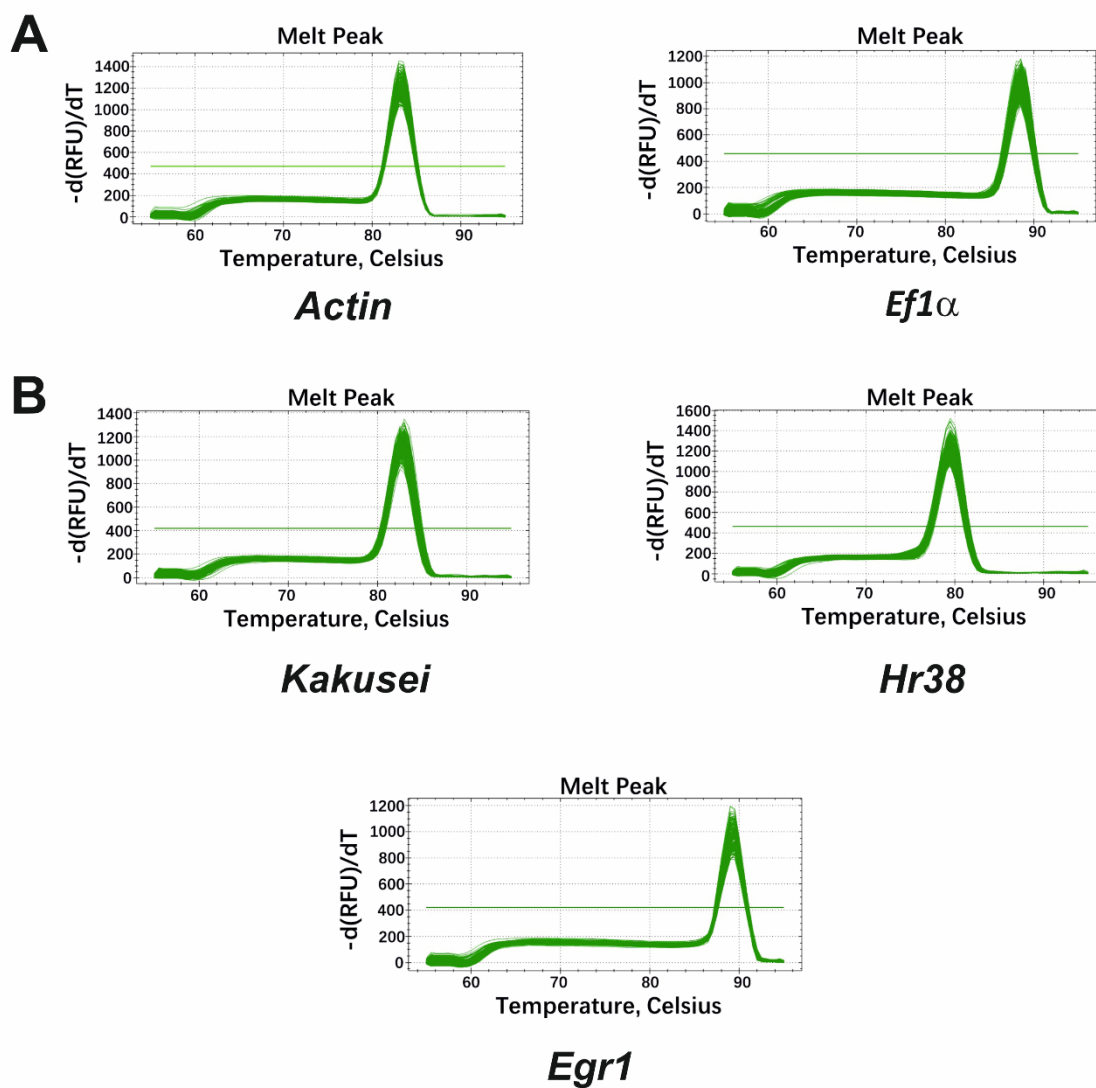 A
Melt Peak
-d(RFU)/dT
1400
1200
1000
800
600
400
200
0
60 70 80 90
Temperature, Celsius
Actin
Melt Peak
-d(RFU)/dT
1200
1000
800
600
400
200
0
60 70 80 90
Temperature, Celsius
Ef1α
B
Melt Peak
-d(RFU)/dT
1400
1200
1000
800
600
400
200
0
60 70 80 90
Temperature, Celsius
Kakusei
Melt Peak
-d(RFU)/dT
1600
1400
1200
1000
800
600
400
200
0
60 70 80 90
Temperature, Celsius
Hr38
Melt Peak
-d(RFU)/dT
1200
1000
800
600
400
200
0
60 70 80 90
Temperature, Celsius
Egr1